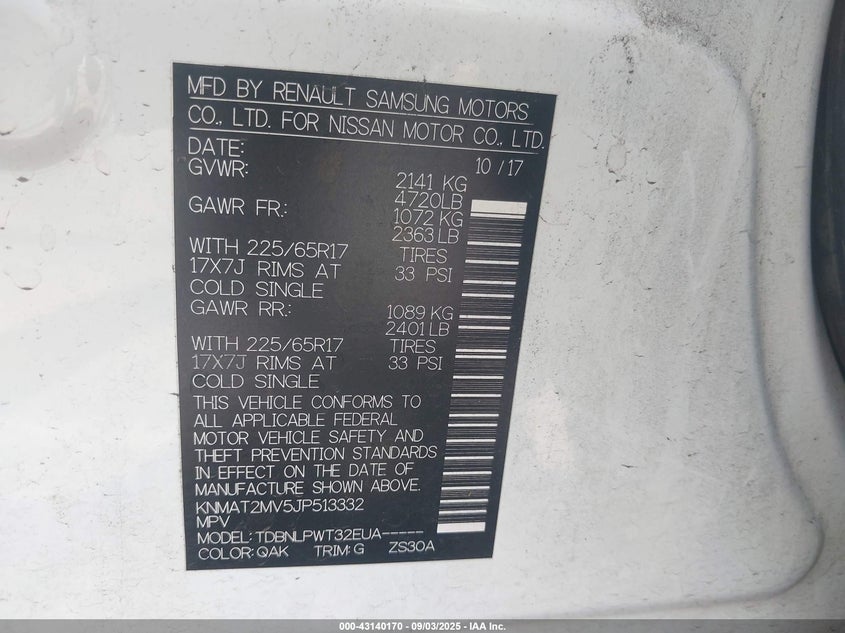 MFD BY RENAULT SAMSUNG MOTORS
CO., LTD. FOR NISSAN MOTOR CO., LTD.
DATE: 10 / 17
GVWR: 2141 KG
4720LB
GAWR FR.: 1072 KG
2363 LB
WITH 225/65R17 TIRES
17X7J RIMS AT 33 PSI
COLD SINGLE
GAWR RR.: 1089 KG
2401 LB
WITH 225/65R17 TIRES
17X7J RIMS AT 33 PSI
COLD SINGLE
THIS VEHICLE CONFORMS TO
ALL APPLICABLE FEDERAL
MOTOR VEHICLE SAFETY AND
THEFT PREVENTION STANDARDS
IN EFFECT ON THE DATE OF
MANUFACTURE SHOWN ABOVE.
KNMAT2MV5JP513332
MPV
MODEL: TDBNLPWT32EUA-----
COLOR: QAK TRIM: G ZS30A
000-43140170 - 09/03/2025 - IAA Inc.